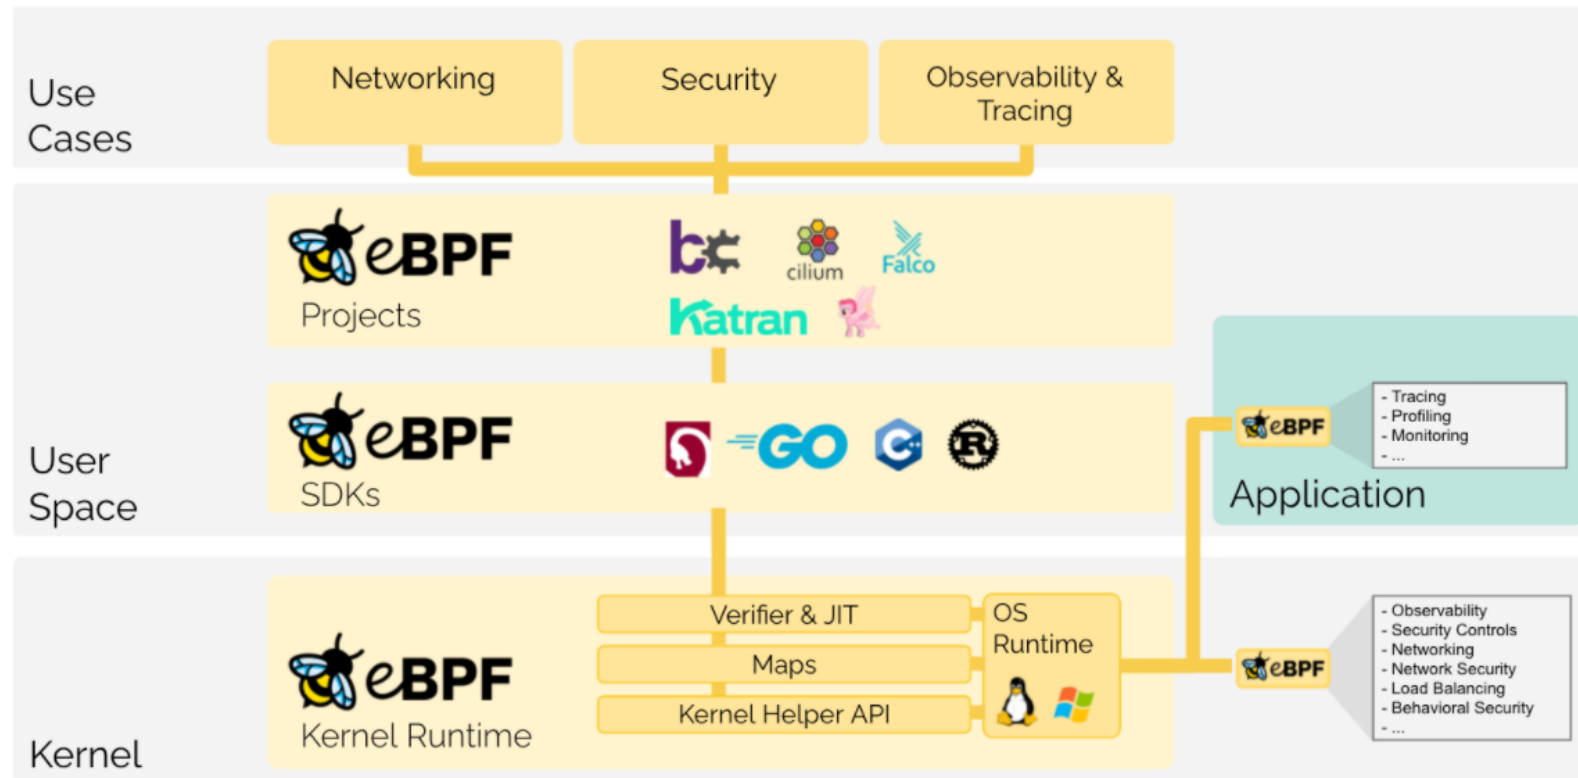 Use
Cases
Networking
Security
Observability &
Tracing
User
Space
eBPF
Projects
bc
cilium
Falco
Katran
eBPF
SDKs
GO
C++
R
Application
eBPF
- Tracing
- Profiling
- Monitoring
- ...
Kernel
eBPF
Kernel Runtime
Verifier & JIT
Maps
Kernel Helper API
OS
Runtime
eBPF
- Observability
- Security Controls
- Networking
- Network Security
- Load Balancing
- Behavioral Security
- ...